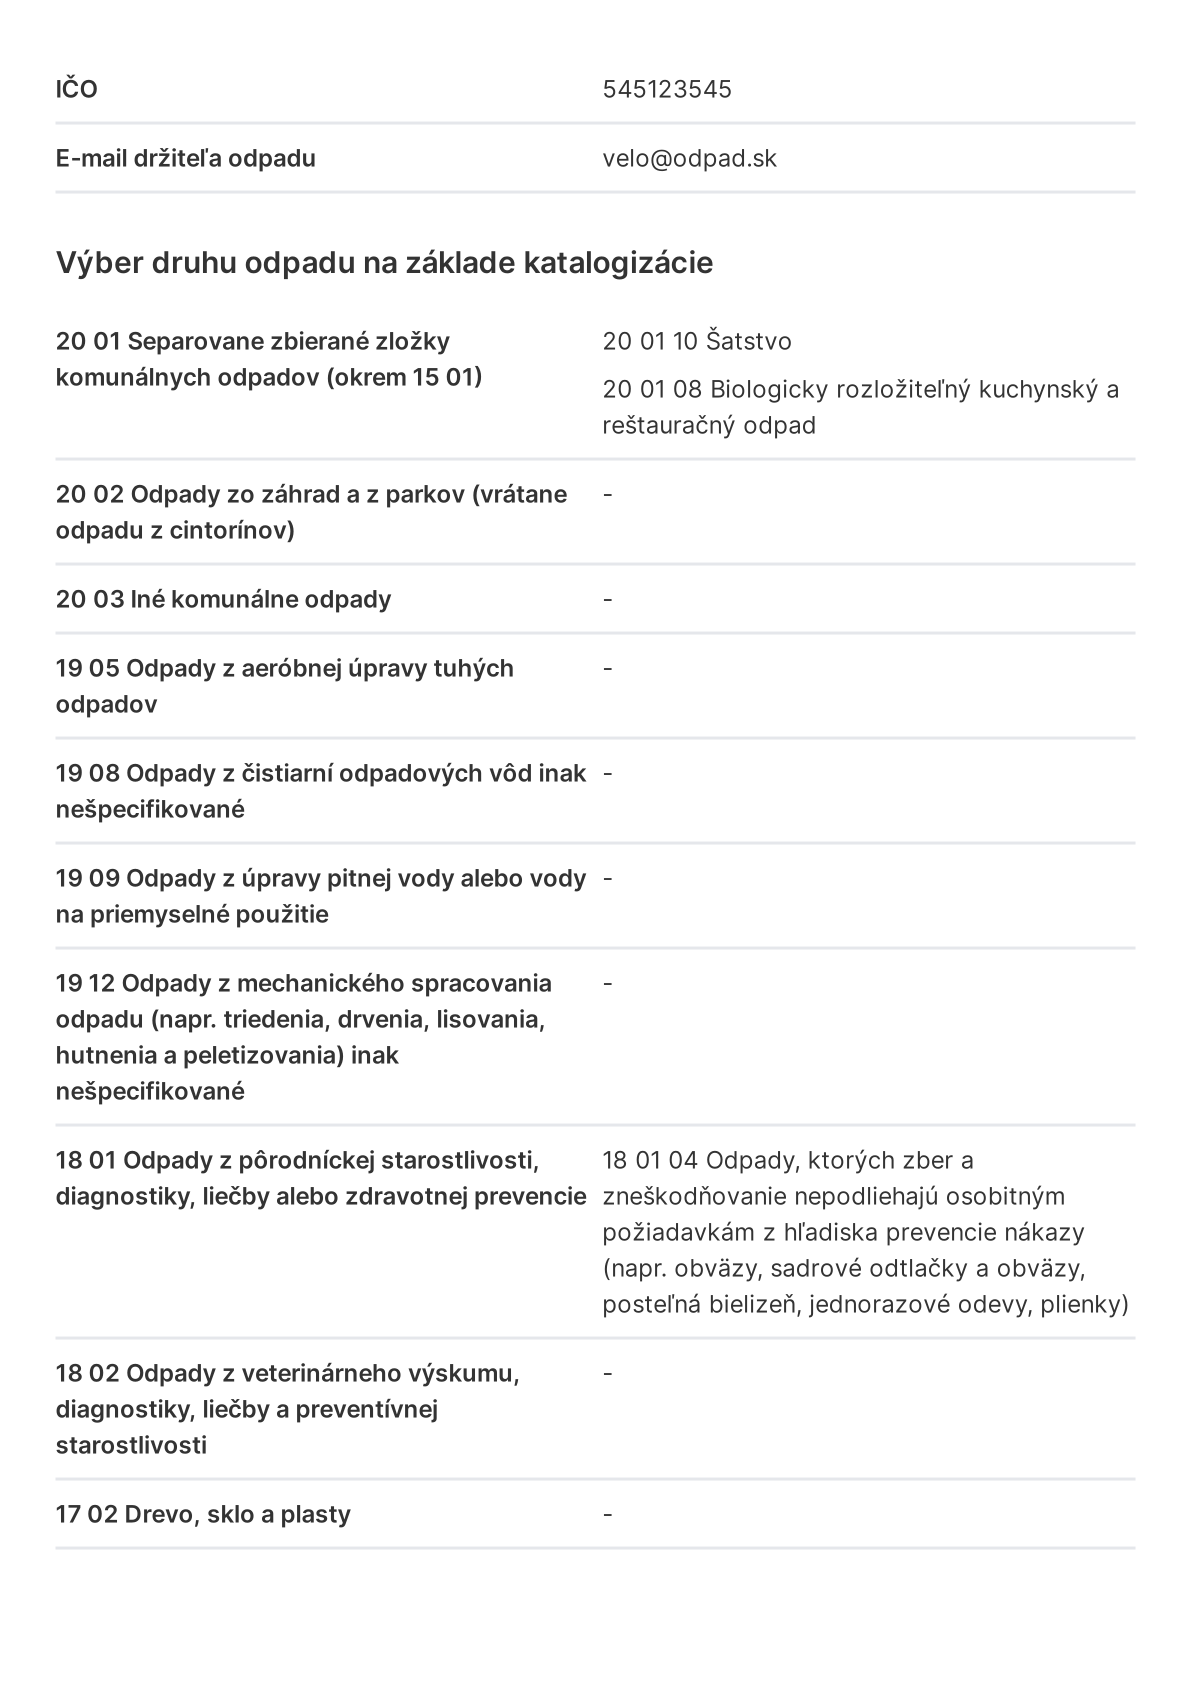 IČO 545123545
E-mail držiteľa odpadu velo@odpad.sk
Výber druhu odpadu na základe katalogizácie
20 01 Separovane zbierané zložky
komunálnych odpadov (okrem 15 01)
20 01 10 Šatstvo
20 01 08 Biologicky rozložiteľný kuchynský a
reštauračný odpad
20 02 Odpady zo záhrad a z parkov (vrátane -
odpadu z cintorínov)
20 03 Iné komunálne odpady -
19 05 Odpady z aeróbnej úpravy tuhých -
odpadov
19 08 Odpady z čistiarní odpadových vôd inak -
nešpecifikované
19 09 Odpady z úpravy pitnej vody alebo vody -
na priemyselné použitie
19 12 Odpady z mechanického spracovania -
odpadu (napr. triedenia, drvenia, lisovania,
hutnenia a peletizovania) inak
nešpecifikované
18 01 Odpady z pôrodníckej starostlivosti,
diagnostiky, liečby alebo zdravotnej prevencie
18 01 04 Odpady, ktorých zber a
zneškodňovanie nepodliehajú osobitným
požiadavkám z hľadiska prevencie nákazy
(napr. obväzy, sadrové odtlačky a obväzy,
posteľná bielizeň, jednorazové odevy, plienky)
18 02 Odpady z veterinárneho výskumu, -
diagnostiky, liečby a preventívnej
starostlivosti
17 02 Drevo, sklo a plasty -